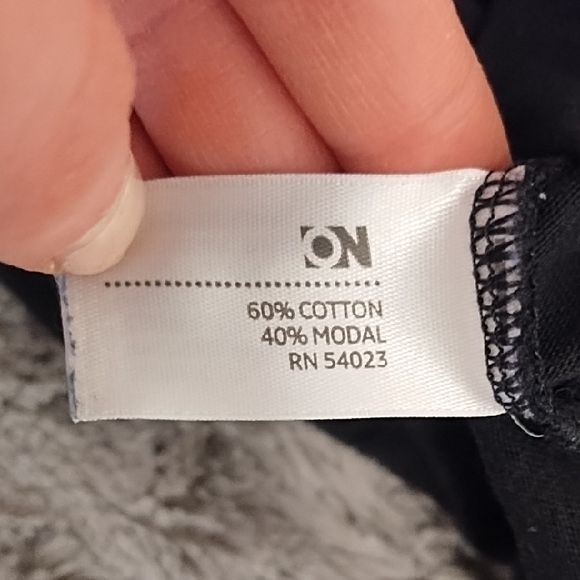 ON
60% COTTON
40% MODAL
RN 54023